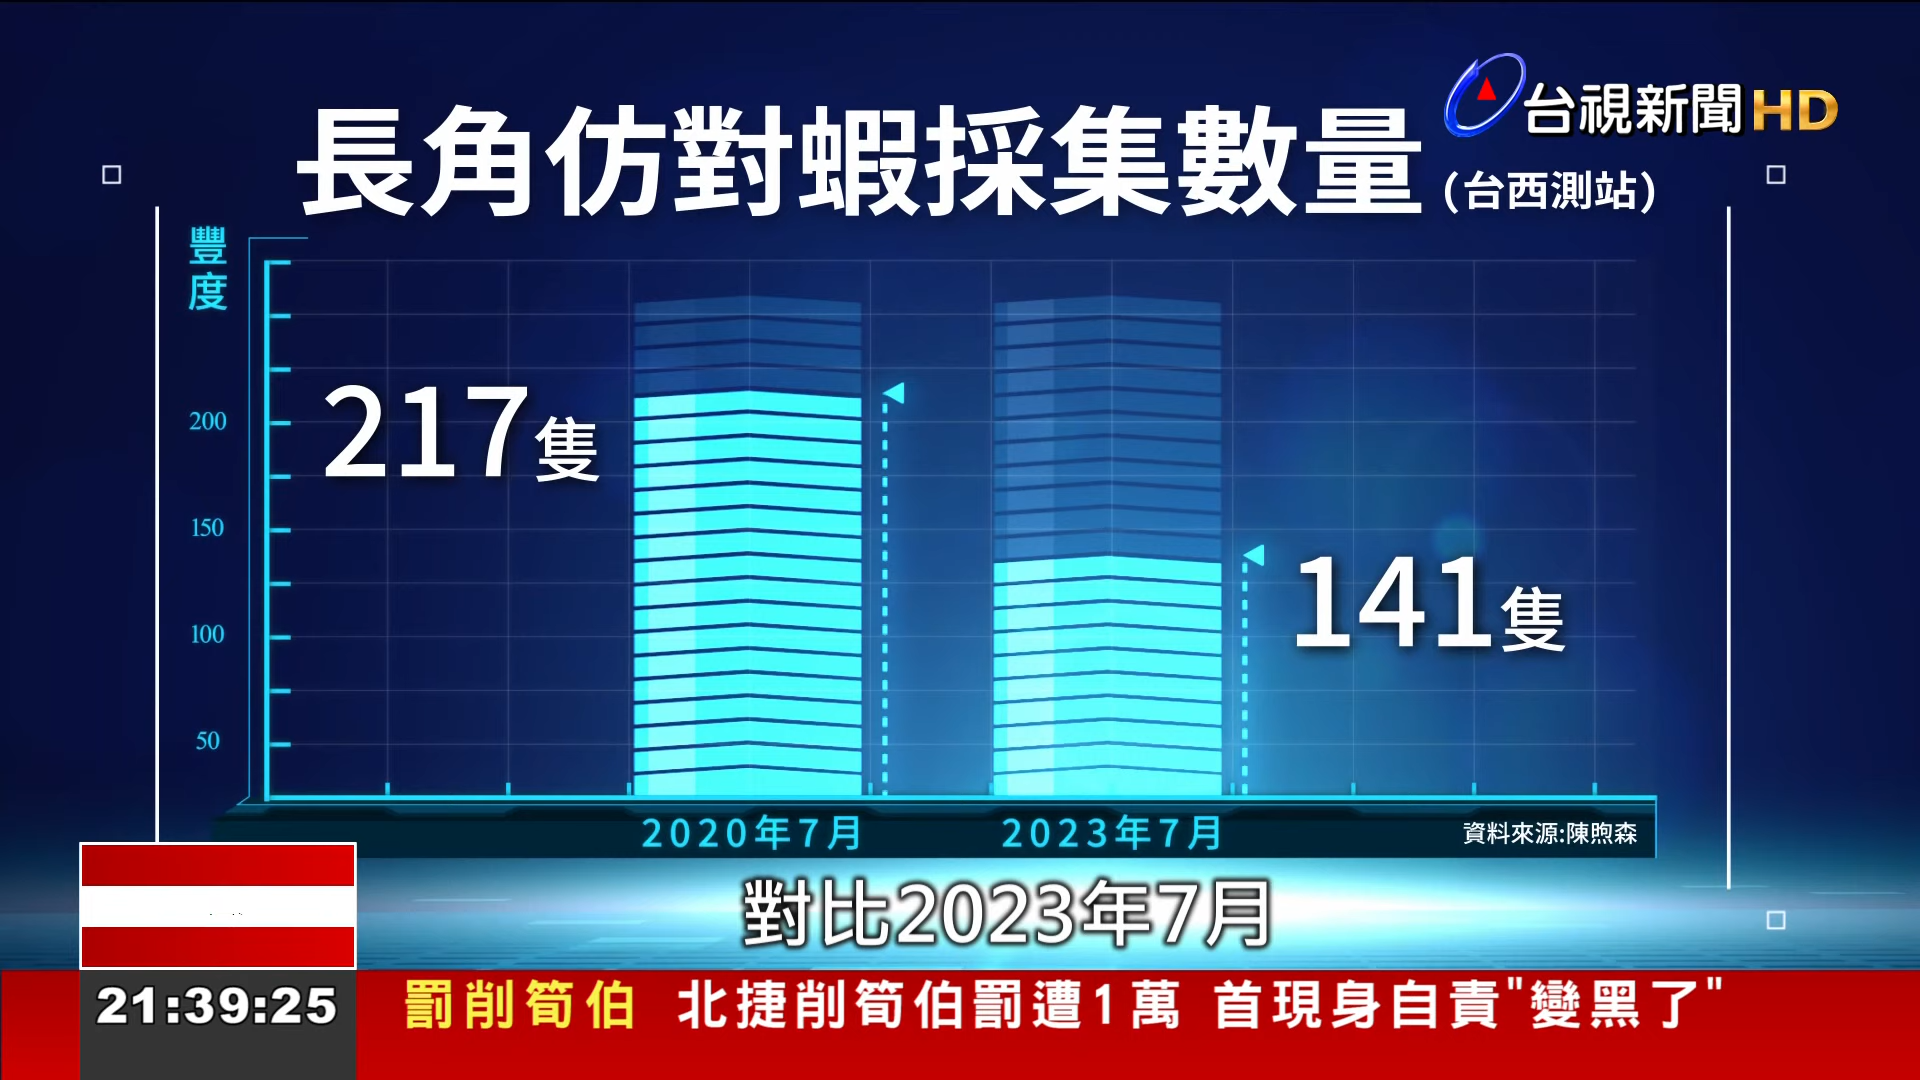 台視新聞HD
長角仿對蝦採集數量(台西測站)
豐度
217隻
200
150
141隻
100
50
2020年7月 2023年7月 資料來源:陳煦森
對比2023年7月
21:39:25 罰削筍伯 北捷削筍伯罰遭1萬 首現身自責"變黑了"